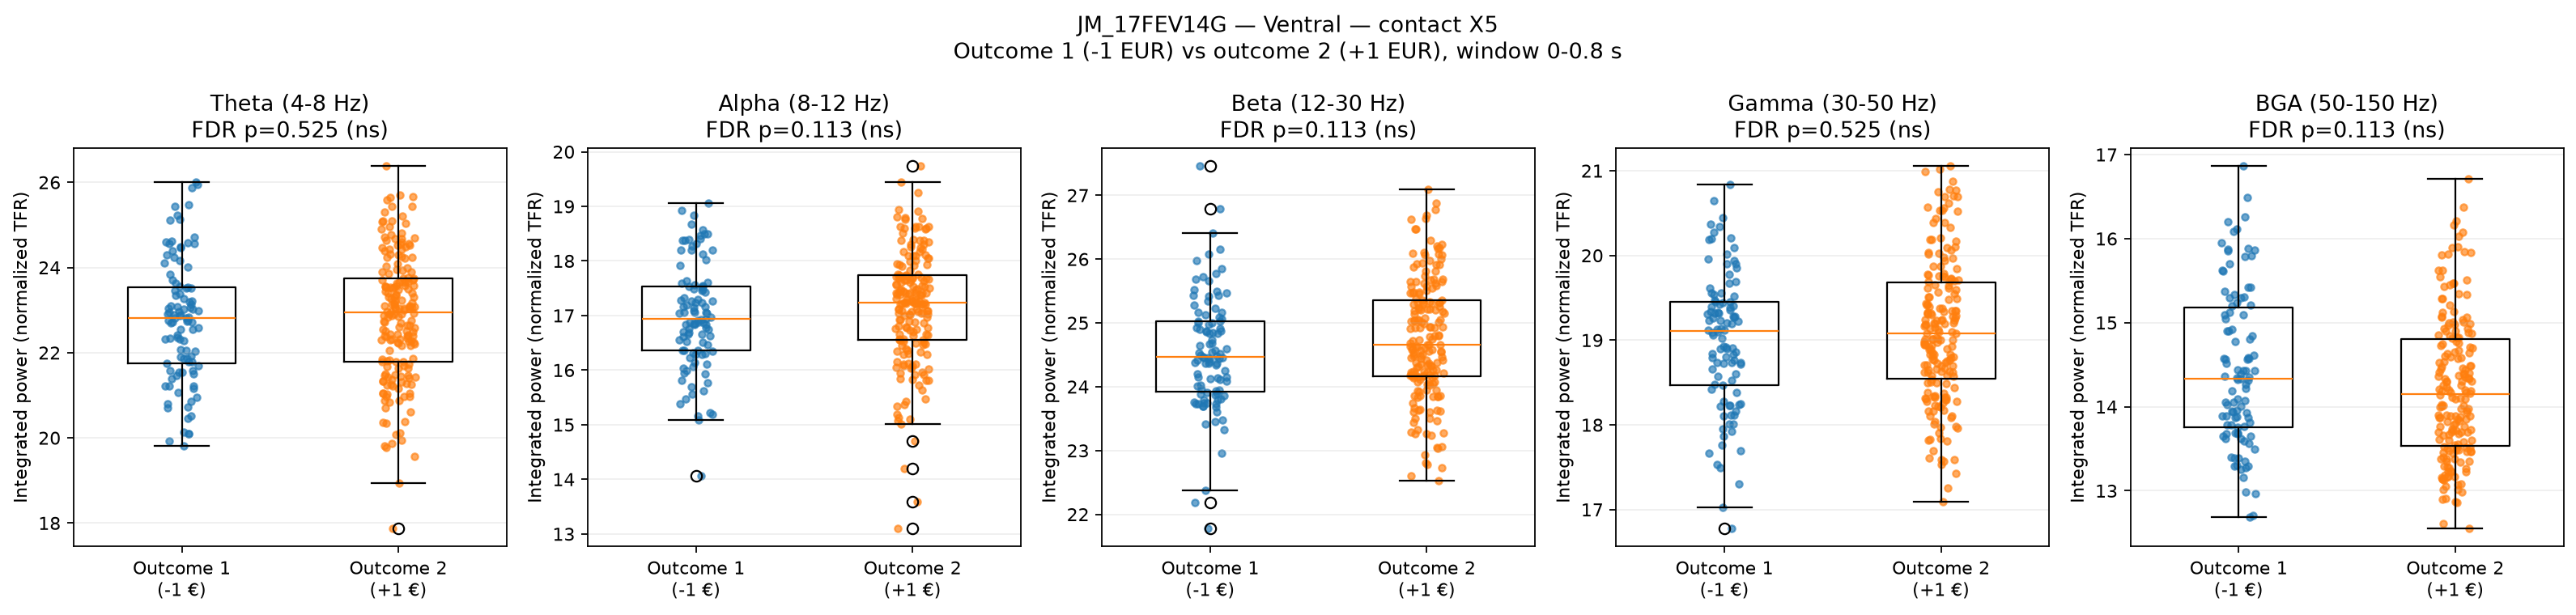 JM_17FEV14G — Ventral — contact X5
Outcome 1 (-1 EUR) vs outcome 2 (+1 EUR), window 0-0.8 s
Theta (4-8 Hz)
FDR p=0.525 (ns)
Integrated power (normalized TFR)
26
24
22
20
18
Outcome 1
(-1 €)
Outcome 2
(+1 €)
Alpha (8-12 Hz)
FDR p=0.113 (ns)
Integrated power (normalized TFR)
20
19
18
17
16
15
14
13
Outcome 1
(-1 €)
Outcome 2
(+1 €)
Beta (12-30 Hz)
FDR p=0.113 (ns)
Integrated power (normalized TFR)
27
26
25
24
23
22
Outcome 1
(-1 €)
Outcome 2
(+1 €)
Gamma (30-50 Hz)
FDR p=0.525 (ns)
Integrated power (normalized TFR)
21
20
19
18
17
Outcome 1
(-1 €)
Outcome 2
(+1 €)
BGA (50-150 Hz)
FDR p=0.113 (ns)
Integrated power (normalized TFR)
17
16
15
14
13
Outcome 1
(-1 €)
Outcome 2
(+1 €)